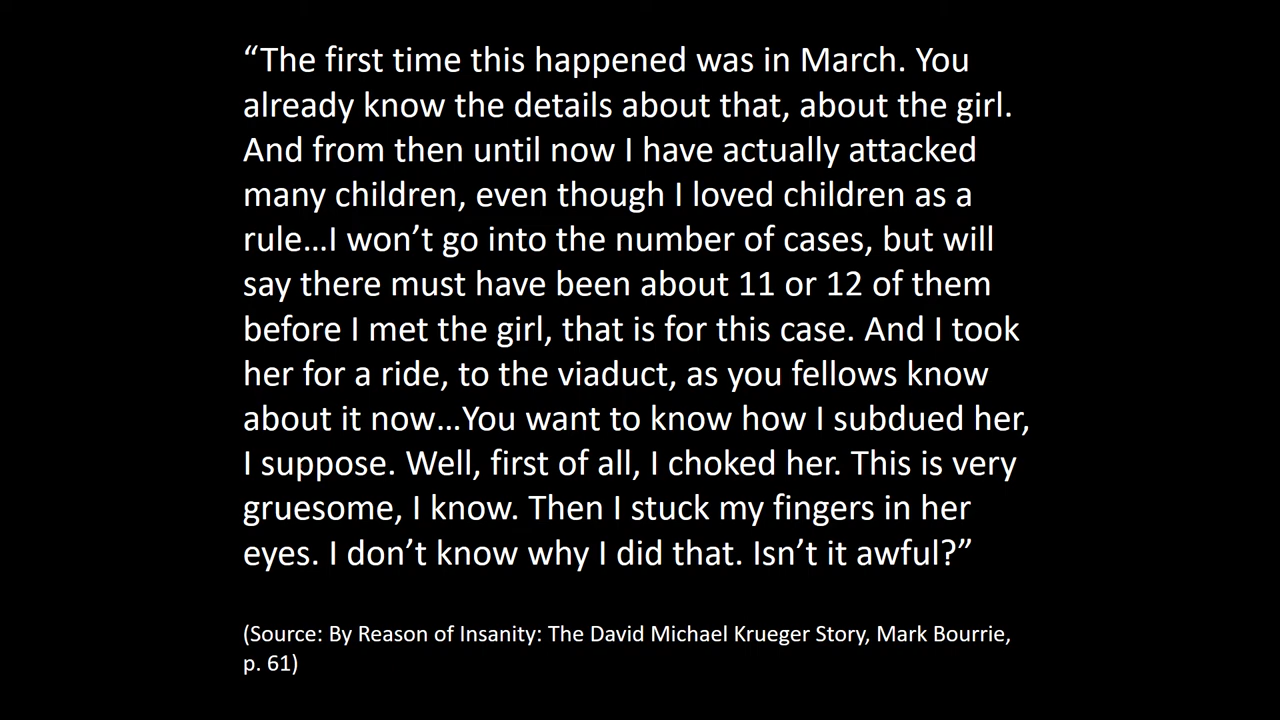 “The first time this happened was in March. You
already know the details about that, about the girl.
And from then until now I have actually attacked
many children, even though I loved children as a
rule…I won’t go into the number of cases, but will
say there must have been about 11 or 12 of them
before I met the girl, that is for this case. And I took
her for a ride, to the viaduct, as you fellows know
about it now…You want to know how I subdued her,
I suppose. Well, first of all, I choked her. This is very
gruesome, I know. Then I stuck my fingers in her
eyes. I don’t know why I did that. Isn’t it awful?”
(Source: By Reason of Insanity: The David Michael Krueger Story, Mark Bourrie,
p. 61)